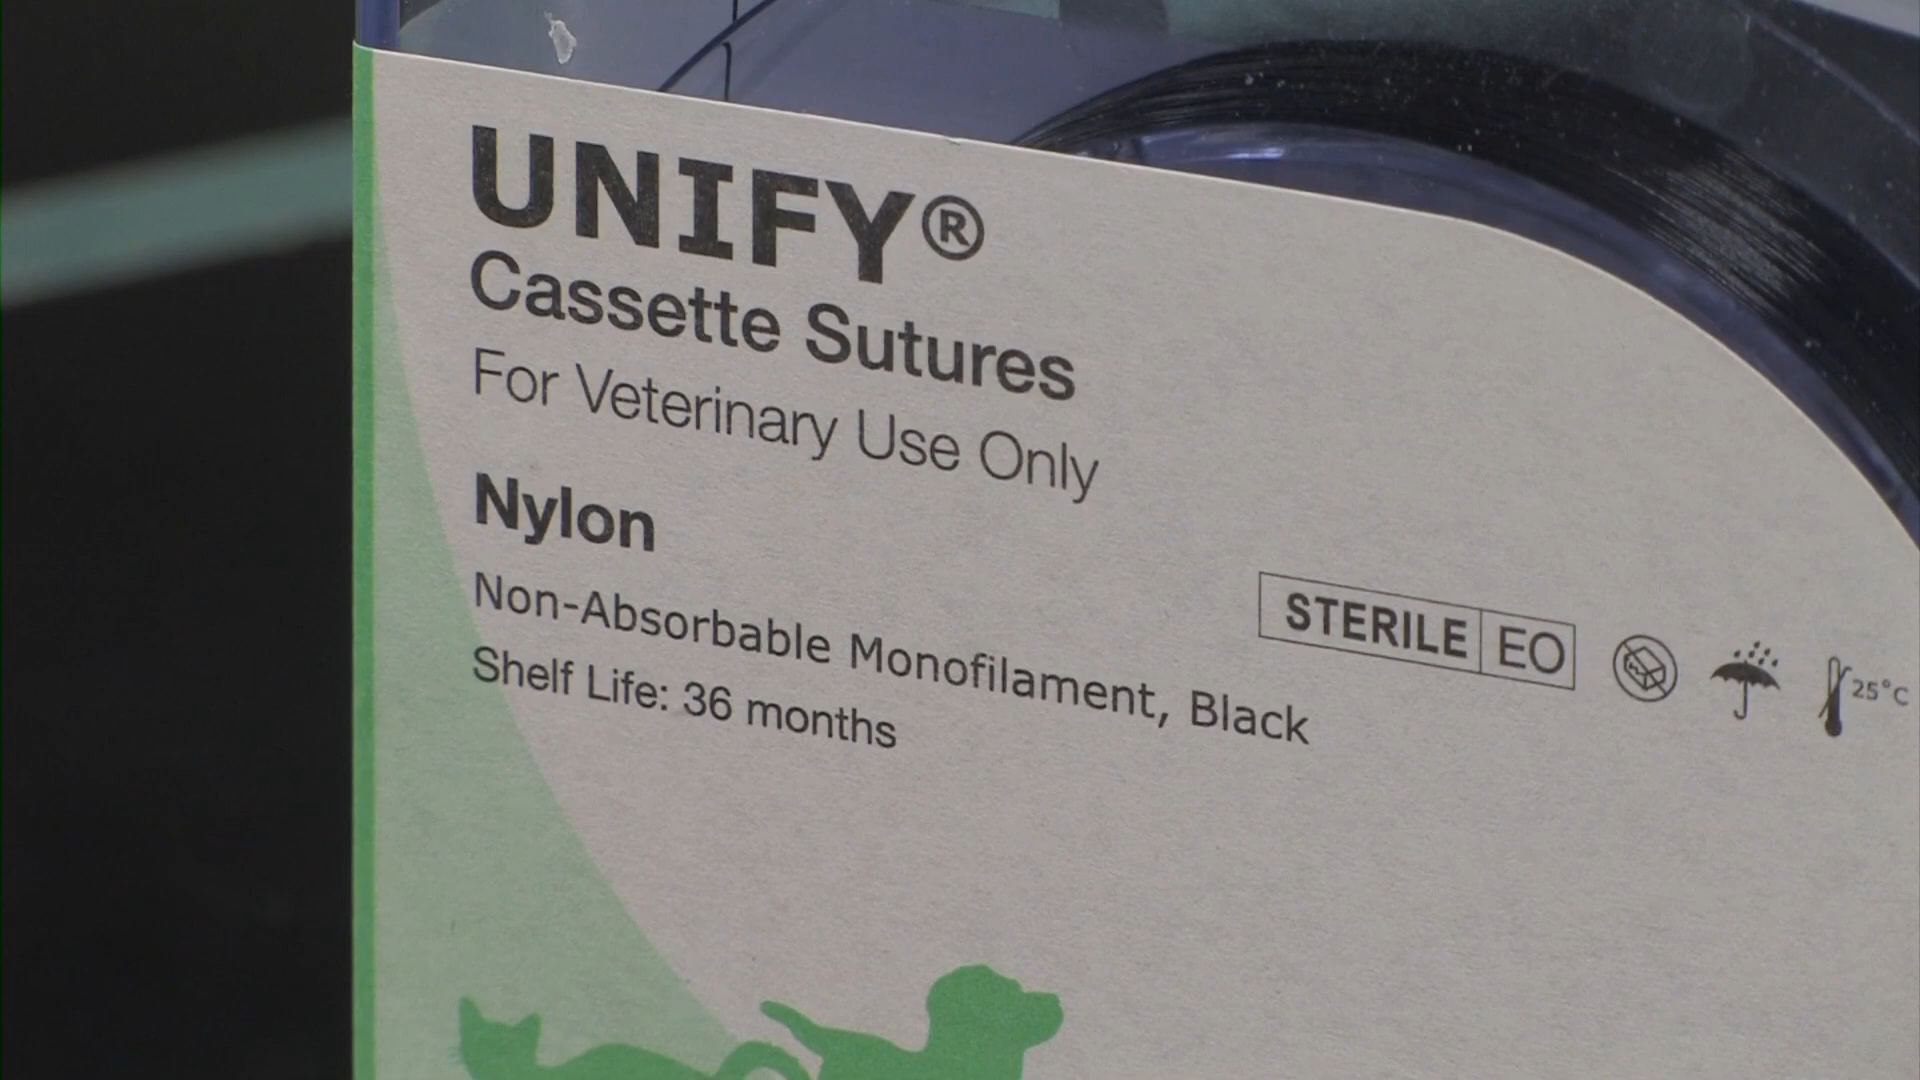 UNIFY®
Cassette Sutures
For Veterinary Use Only
Nylon
Non-Absorbable Monofilament, Black
Shelf Life: 36 months
STERILE EO
25°C